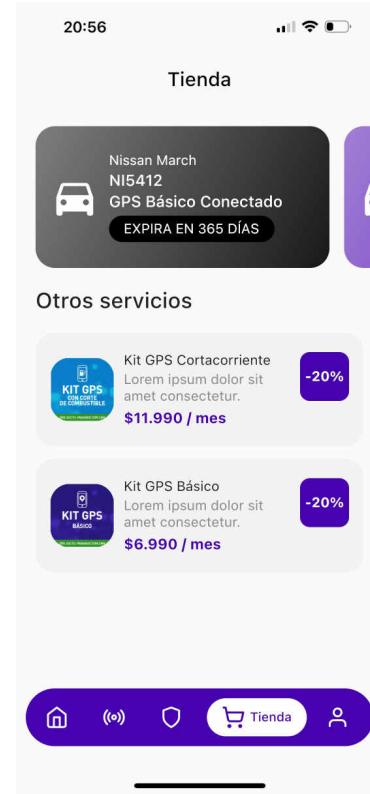 20:56
Tienda
Nissan March
NI5412
GPS Básico Conectado
EXPIRA EN 365 DÍAS
Otros servicios
KIT GPS
CON CORTE
DE COMBUSTIBLE
Kit GPS Cortacorriente
Lorem ipsum dolor sit
amet consectetur.
$11.990 / mes
-20%
KIT GPS
BÁSICO
Kit GPS Básico
Lorem ipsum dolor sit
amet consectetur.
$6.990 / mes
-20%
Tienda